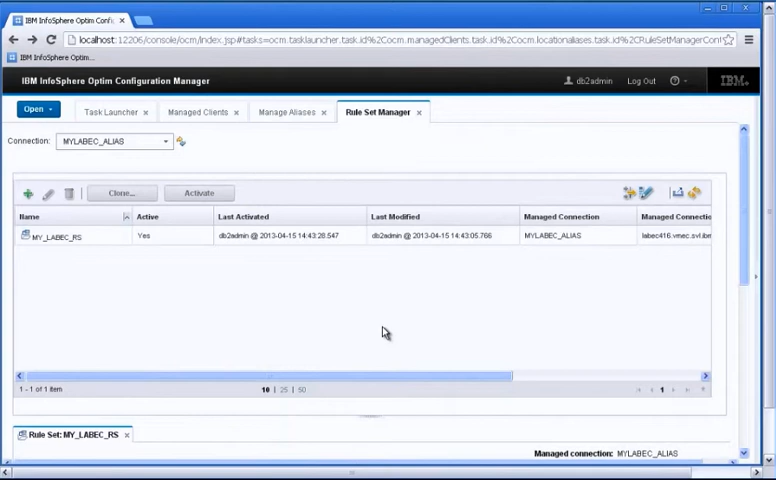 IBM InfoSphere Optim Confi
localhost:12206/console/ocm/index.jsp#tasks=ocm.tasklauncher.task.id%2Cocm.managedClients.task.id%2Cocm.locationaliases.task.id%2CRuleSetManagerConf
IBM InfoSphere Optim...
IBM InfoSphere Optim Configuration Manager
db2admin
Log Out
IBM
Open
Task Launcher
Managed Clients
Manage Aliases
Rule Set Manager
Connection: MYLABEC_ALIAS
Clone...
Activate
Name Active Last Activated Last Modified Managed Connection Managed Connectio
MY_LABEC_RS Yes db2admin @ 2013-04-15 14:43:28.547 db2admin @ 2013-04-15 14:43:05.766 MYLABEC_ALIAS labec416.vmec.svl.ibm
1 - 1 of 1 item 10 | 25 | 50 1
Rule Set: MY_LABEC_RS
Managed connection: MYLABEC_ALIAS